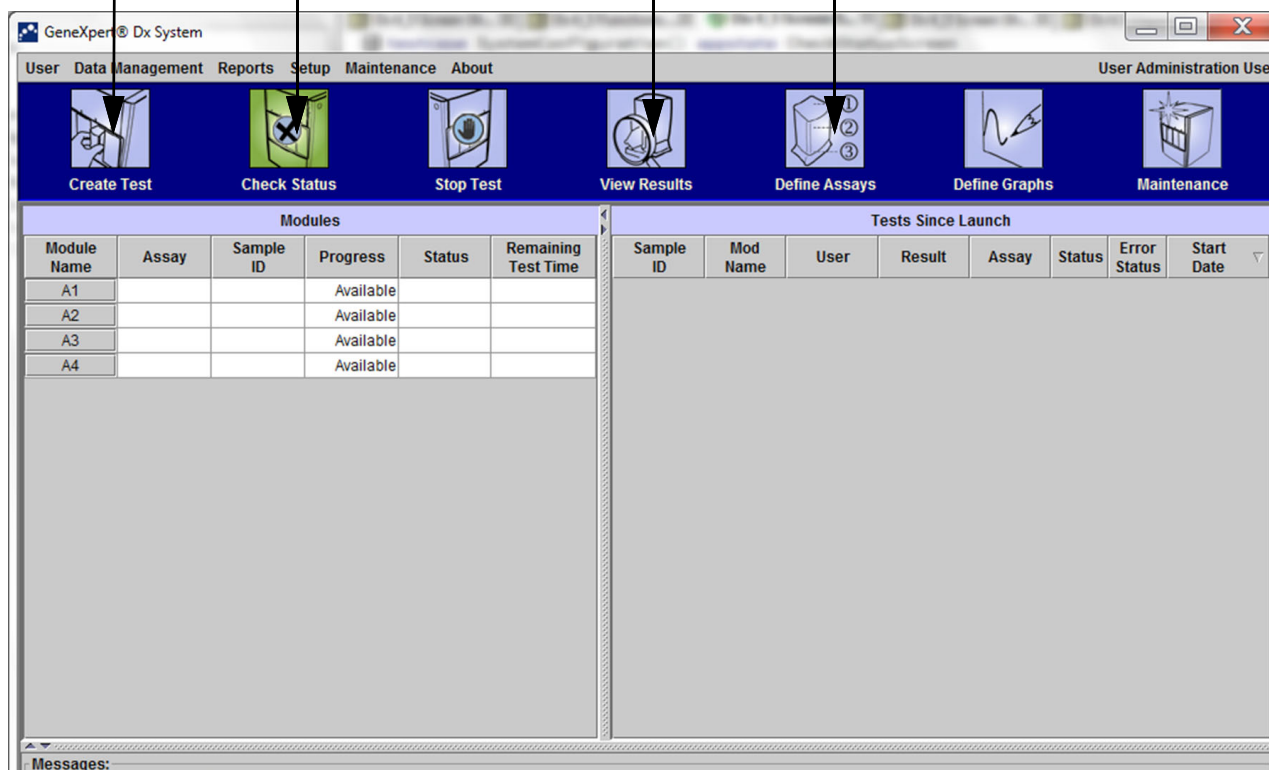 GeneXpert® Dx System
User Data Management Reports Setup Maintenance About User Administration Use
Create Test Check Status Stop Test View Results Define Assays Define Graphs Maintenance
① 
②
③
Modules Tests Since Launch
Module Name Assay Sample ID Progress Status Remaining Test Time Sample ID Mod Name User Result Assay Status Error Status Start Date
A1 Available
A2 Available
A3 Available
A4 Available
Messages: